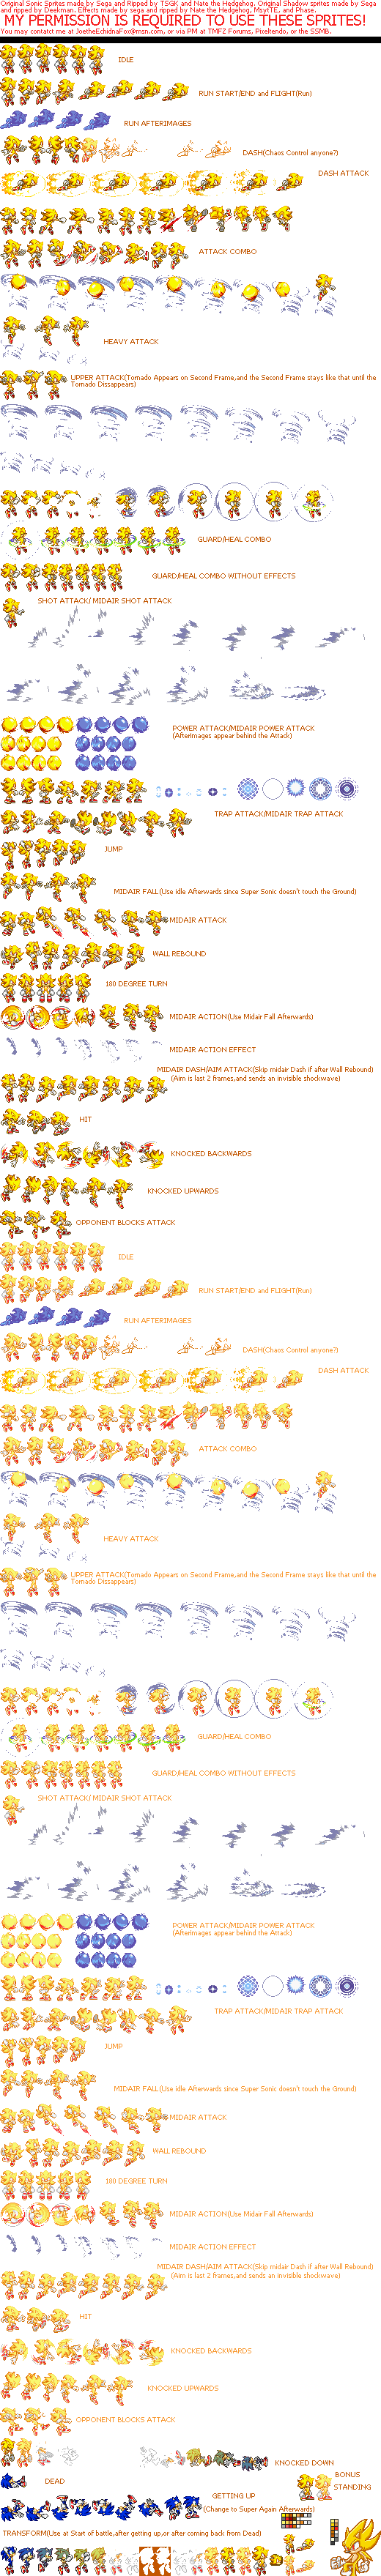 Original Sonic Sprites made by Sega and Ripped by TSGK and Nate the Hedgehog. Original Shadow sprites made by Sega
and ripped by Deekman. Effects made by sega and ripped by Nate the Hedgehog, MsytTE, and Phase.
MY PERMISSION IS REQUIRED TO USE THESE SPRITES!
You may contact me at JoetheEchidnaFox@msn.com, or via PM at TMFZ Forums, Pixeltendo, or the SSMB.
IDLE
RUN START/END and FLIGHT(Run)
RUN AFTERIMAGES
DASH(Chaos Control anyone?)
DASH ATTACK
ATTACK COMBO
HEAVY ATTACK
UPPER ATTACK(Tornado Appears on Second Frame,and the Second Frame stays like that until the
Tornado Dissappears)
GUARD/HEAL COMBO
GUARD/HEAL COMBO WITHOUT EFFECTS
SHOT ATTACK/ MIDAIR SHOT ATTACK
POWER ATTACK/MIDAIR POWER ATTACK
(Afterimages appear behind the Attack)
TRAP ATTACK/MIDAIR TRAP ATTACK
JUMP
MIDAIR FALL(Use idle Afterwards since Super Sonic doesn't touch the Ground)
MIDAIR ATTACK
WALL REBOUND
180 DEGREE TURN
MIDAIR ACTION(Use Midair Fall Afterwards)
MIDAIR ACTION EFFECT
MIDAIR DASH/AIM ATTACK(Skip midair Dash if after Wall Rebound)
(Aim is last 2 frames,and sends an invisible shockwave)
HIT
KNOCKED BACKWARDS
KNOCKED UPWARDS
OPPONENT BLOCKS ATTACK
IDLE
RUN START/END and FLIGHT(Run)
RUN AFTERIMAGES
DASH(Chaos Control anyone?)
DASH ATTACK
ATTACK COMBO
HEAVY ATTACK
UPPER ATTACK(Tornado Appears on Second Frame,and the Second Frame stays like that until the
Tornado Dissappears)
GUARD/HEAL COMBO
GUARD/HEAL COMBO WITHOUT EFFECTS
SHOT ATTACK/ MIDAIR SHOT ATTACK
POWER ATTACK/MIDAIR POWER ATTACK
(Afterimages appear behind the Attack)
TRAP ATTACK/MIDAIR TRAP ATTACK
JUMP
MIDAIR FALL(Use idle Afterwards since Super Sonic doesn't touch the Ground)
MIDAIR ATTACK
WALL REBOUND
180 DEGREE TURN
MIDAIR ACTION(Use Midair Fall Afterwards)
MIDAIR ACTION EFFECT
MIDAIR DASH/AIM ATTACK(Skip midair Dash if after Wall Rebound)
(Aim is last 2 frames,and sends an invisible shockwave)
HIT
KNOCKED BACKWARDS
KNOCKED UPWARDS
OPPONENT BLOCKS ATTACK
KNOCKED DOWN
BONUS
DEAD
STANDING
GETTING UP
(Change to Super Again Afterwards)
TRANSFORM(Use at Start of battle,after getting up,or after coming back from Dead)